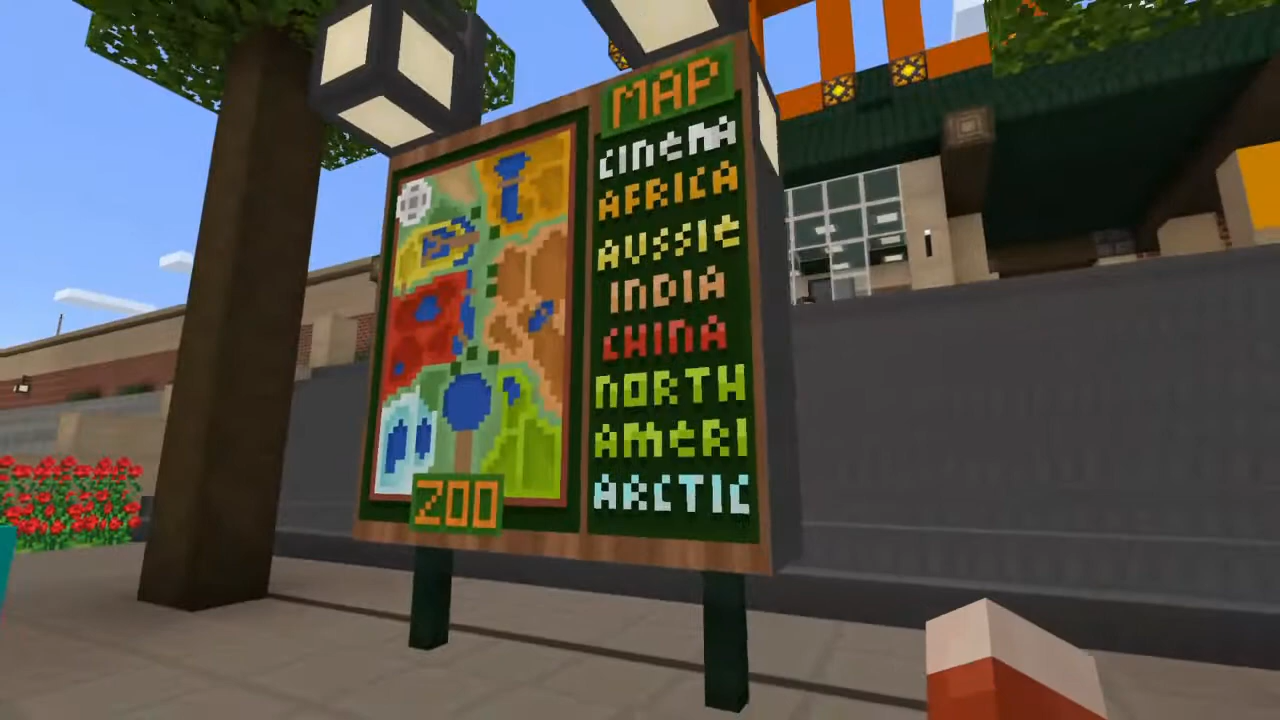 MAP
CINEMA
AFRICA
AUSSIE
INDIA
CHINA
NORTH
AMERI
ARCTIC
ZOO